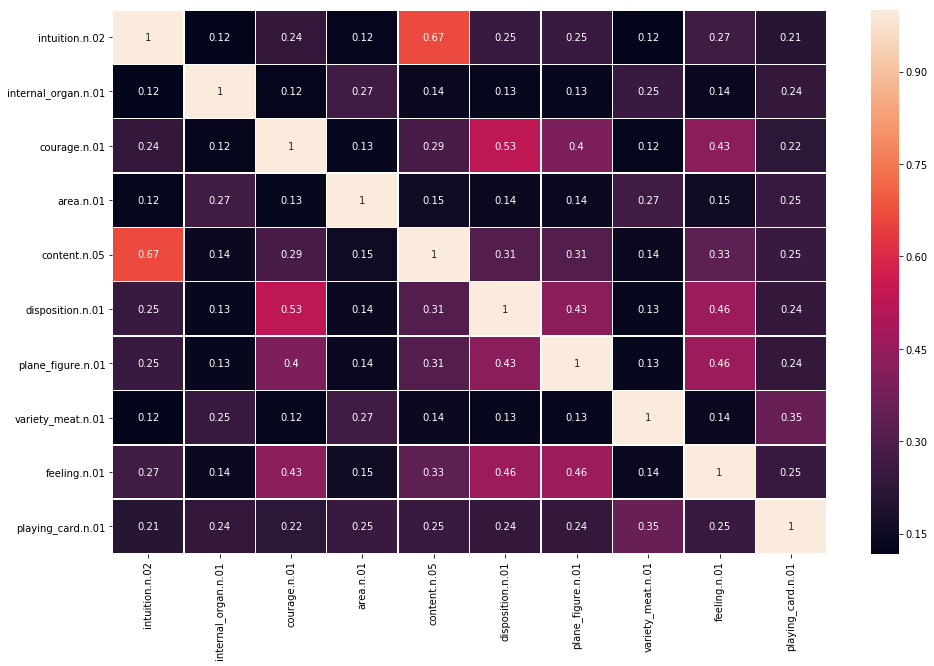 intuition.n.02 1 0.12 0.24 0.12 0.67 0.25 0.25 0.12 0.27 0.21
internal_organ.n.01 0.12 1 0.12 0.27 0.14 0.13 0.13 0.25 0.14 0.24
courage.n.01 0.24 0.12 1 0.13 0.29 0.53 0.4 0.12 0.43 0.22
area.n.01 0.12 0.27 0.13 1 0.15 0.14 0.14 0.27 0.15 0.25
content.n.05 0.67 0.14 0.29 0.15 1 0.31 0.31 0.14 0.33 0.25
disposition.n.01 0.25 0.13 0.53 0.14 0.31 1 0.43 0.13 0.46 0.24
plane_figure.n.01 0.25 0.13 0.4 0.14 0.31 0.43 1 0.13 0.46 0.24
variety_meat.n.01 0.12 0.25 0.12 0.27 0.14 0.13 0.13 1 0.14 0.35
feeling.n.01 0.27 0.14 0.43 0.15 0.33 0.46 0.46 0.14 1 0.25
playing_card.n.01 0.21 0.24 0.22 0.25 0.25 0.24 0.24 0.35 0.25 1
intuition.n.02
internal_organ.n.01
courage.n.01
area.n.01
content.n.05
disposition.n.01
plane_figure.n.01
variety_meat.n.01
feeling.n.01
playing_card.n.01
0.90
0.75
0.60
0.45
0.30
0.15